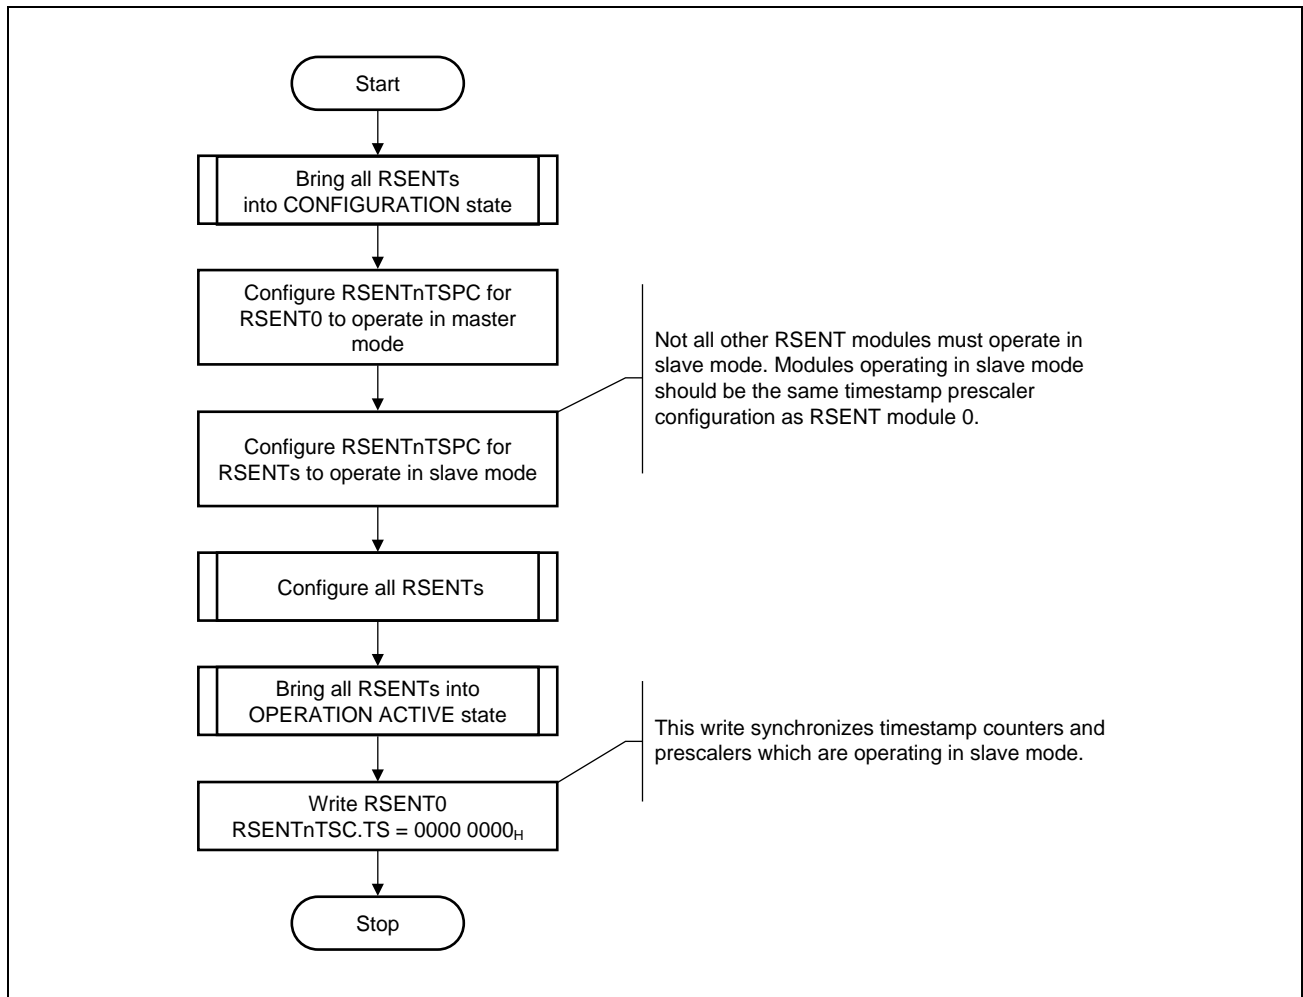 Start
Bring all RSENTs
into CONFIGURATION state
Configure RSENTnTSPC for
RSENT0 to operate in master
mode
Not all other RSENT modules must operate in
slave mode. Modules operating in slave mode
should be the same timestamp prescaler
configuration as RSENT module 0.
Configure RSENTnTSPC for
RSENTs to operate in slave mode
Configure all RSENTs
Bring all RSENTs into
OPERATION ACTIVE state
This write synchronizes timestamp counters and
prescalers which are operating in slave mode.
Write RSENT0
RSENTnTSC.TS = 0000 0000H
Stop